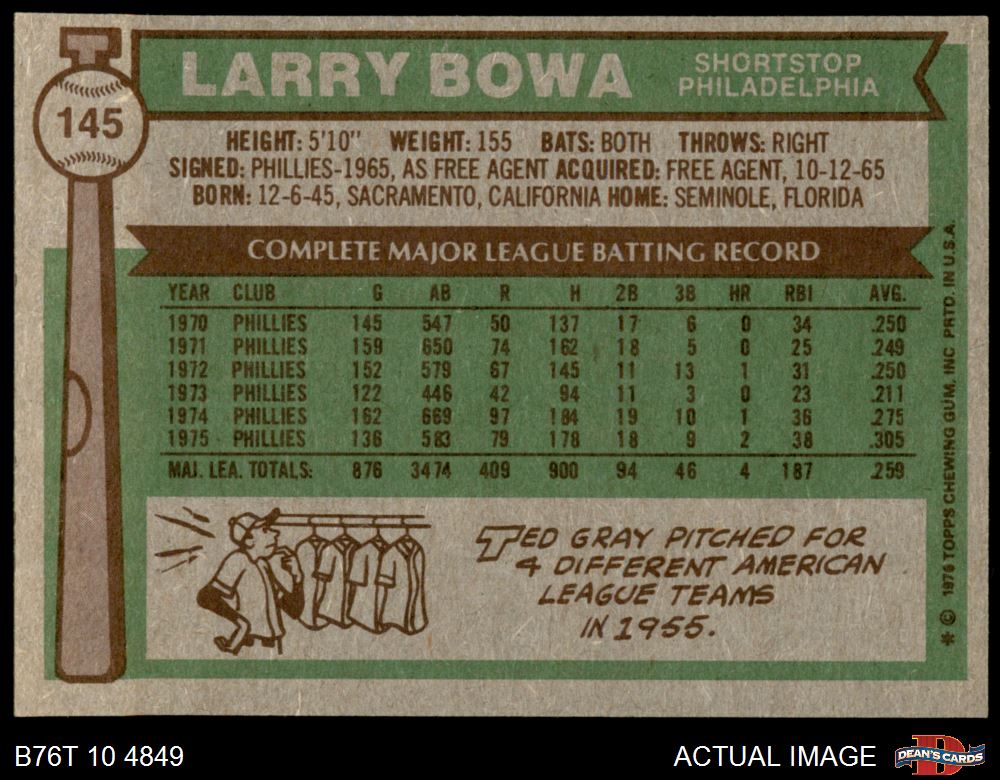 T
145
LARRY BOWA
SHORTSTOP
PHILADELPHIA
HEIGHT: 5'10" WEIGHT: 155 BATS: BOTH THROWS: RIGHT
SIGNED: PHILLIES-1965, AS FREE AGENT ACQUIRED: FREE AGENT, 10-12-65
BORN: 12-6-45, SACRAMENTO, CALIFORNIA HOME: SEMINOLE, FLORIDA
COMPLETE MAJOR LEAGUE BATTING RECORD
YEAR CLUB G AB R H 2B 3B HR RBI AVG.
1970 PHILLIES 145 547 50 137 17 6 0 34 .250
1971 PHILLIES 159 650 74 162 18 5 0 25 .249
1972 PHILLIES 152 579 67 145 11 13 1 31 .250
1973 PHILLIES 122 446 42 94 11 3 0 23 .211
1974 PHILLIES 162 669 97 184 19 10 1 36 .275
1975 PHILLIES 136 583 79 178 18 9 2 38 .305
MAJ. LEA. TOTALS: 876 3474 409 900 94 46 4 187 .259
TED GRAY PITCHED FOR
4 DIFFERENT AMERICAN
LEAGUE TEAMS
IN 1955.
* © 1976 TOPPS CHEWING GUM, INC. PRTD. IN U.S.A.
B76T 10 4849
ACTUAL IMAGE
D
DEAN'S CARDS